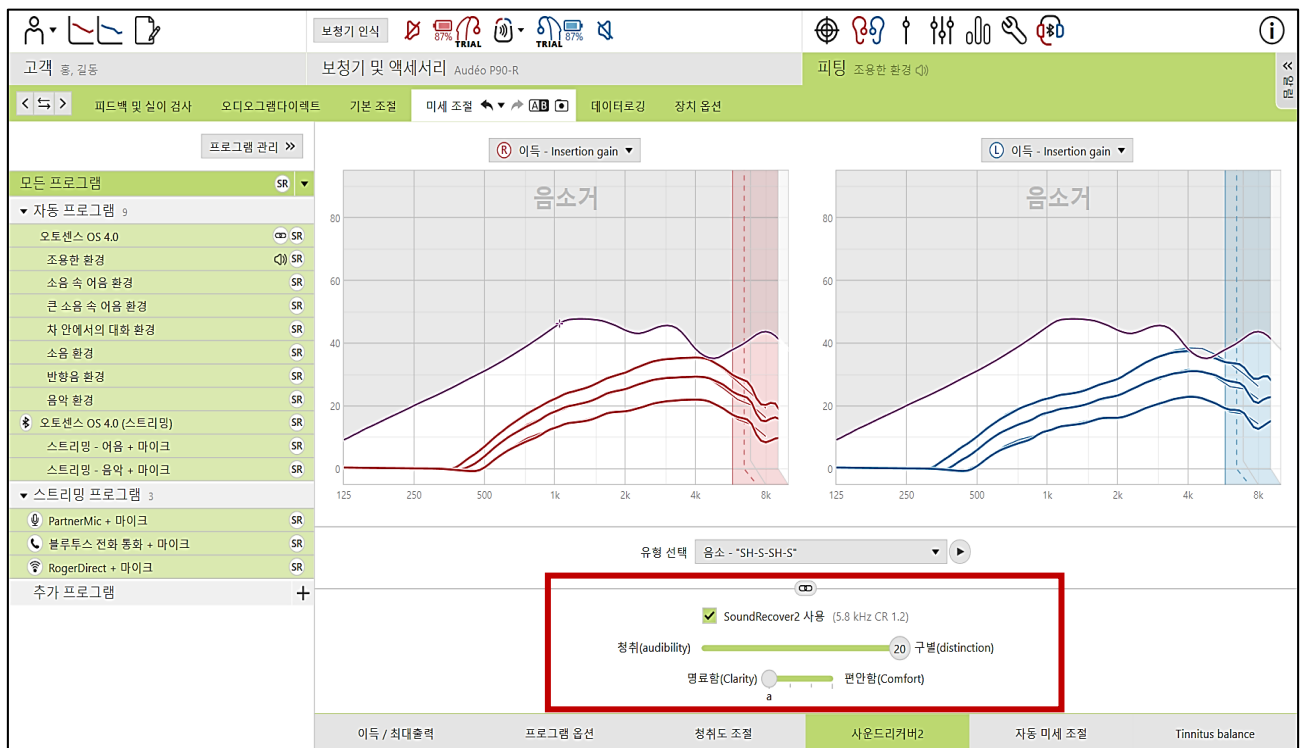 보청기 인식 87% TRIAL TRIAL 87%
고객 홍, 길동 보청기 및 액세서리 Audéo P90-R 피팅 조용한 환경
알림
피드백 및 실이 검사 오디오그램다이렉트 기본 조절 미세 조절 AB 데이터로깅 장치 옵션
프로그램 관리
모든 프로그램 SR
자동 프로그램 9
오토센스 OS 4.0 SR
조용한 환경 SR
소음 속 어음 환경 SR
큰 소음 속 어음 환경 SR
차 안에서의 대화 환경 SR
소음 환경 SR
반향음 환경 SR
음악 환경 SR
오토센스 OS 4.0 (스트리밍) SR
스트리밍 - 어음 + 마이크 SR
스트리밍 - 음악 + 마이크 SR
스트리밍 프로그램 3
PartnerMic + 마이크 SR
블루투스 전화 통화 + 마이크 SR
RogerDirect + 마이크 SR
추가 프로그램 +
R 이득 - Insertion gain
음소거
80
60
40
20
0
125 250 500 1k 2k 4k 8k
L 이득 - Insertion gain
음소거
80
60
40
20
0
125 250 500 1k 2k 4k 8k
유형 선택 음소 - "SH-S-SH-S"
SoundRecover2 사용 (5.8 kHz CR 1.2)
청취(audibility) 20 구별(distinction)
명료함(Clarity) 편안함(Comfort)
a
이득 / 최대출력 프로그램 옵션 청취도 조절 사운드리커버2 자동 미세 조절 Tinnitus balance